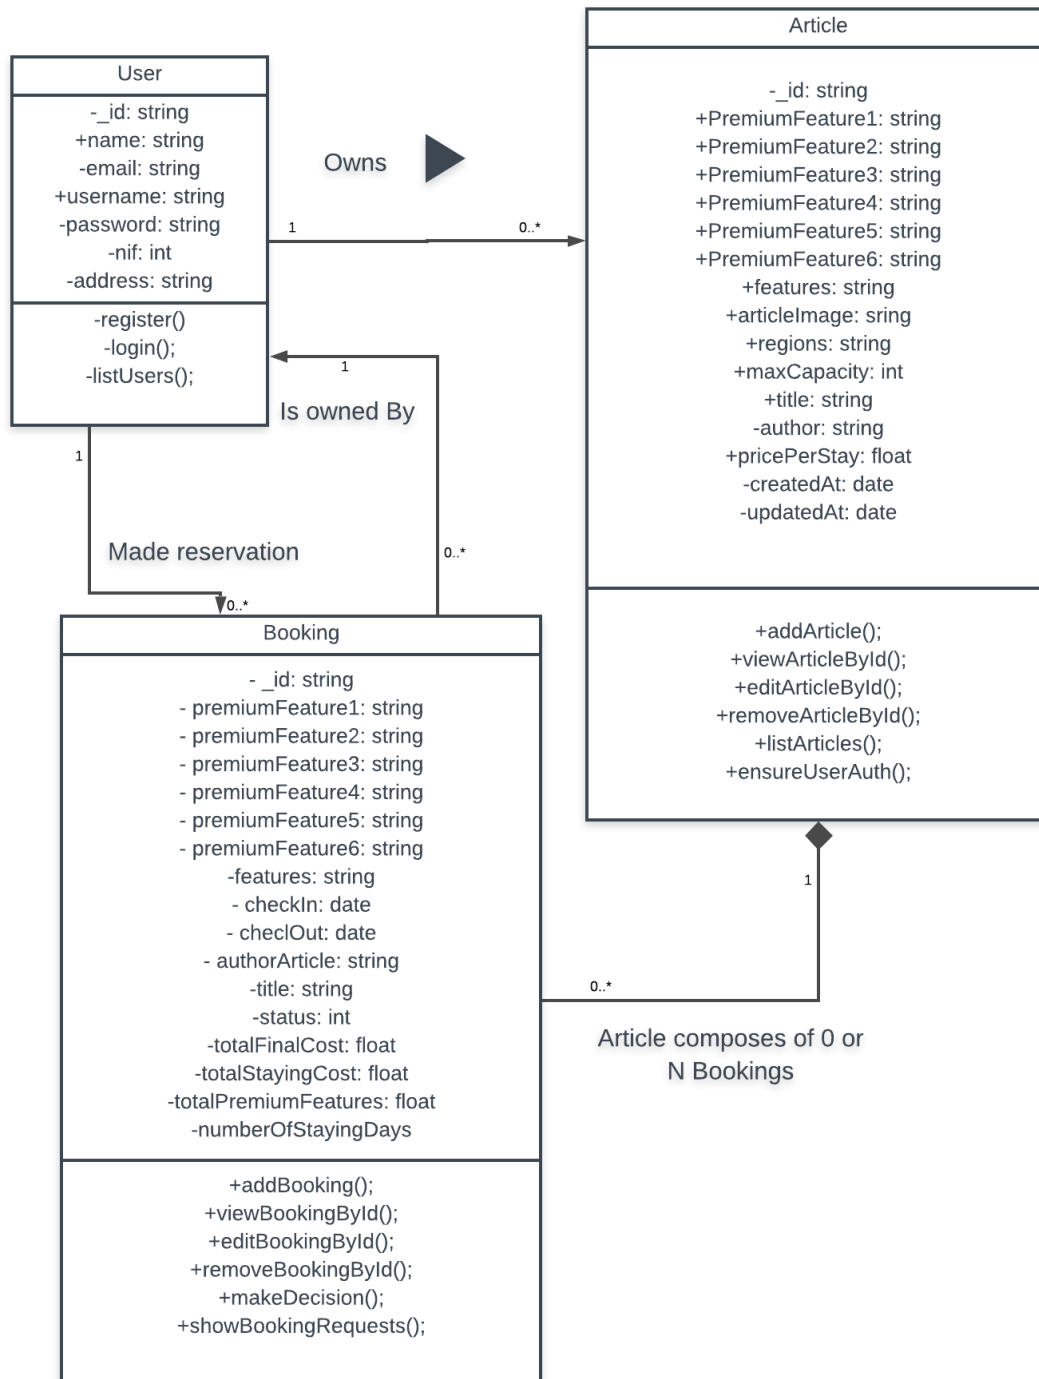 User
-_id: string
+name: string
-email: string
+username: string
-password: string
-nif: int
-address: string
-register()
-login();
-listUsers();
Owns
1
0..*
Article
-_id: string
+PremiumFeature1: string
+PremiumFeature2: string
+PremiumFeature3: string
+PremiumFeature4: string
+PremiumFeature5: string
+PremiumFeature6: string
+features: string
+articleImage: sring
+regions: string
+maxCapacity: int
+title: string
-author: string
+pricePerStay: float
-createdAt: date
-updatedAt: date
+addArticle();
+viewArticleById();
+editArticleById();
+removeArticleById();
+listArticles();
+ensureUserAuth();
1
Is owned By
0..*
1
Made reservation
0..*
Booking
- _id: string
- premiumFeature1: string
- premiumFeature2: string
- premiumFeature3: string
- premiumFeature4: string
- premiumFeature5: string
- premiumFeature6: string
-features: string
- checkIn: date
- checlOut: date
- authorArticle: string
-title: string
-status: int
-totalFinalCost: float
-totalStayingCost: float
-totalPremiumFeatures: float
-numberOfStayingDays
+addBooking();
+viewBookingById();
+editBookingById();
+removeBookingById();
+makeDecision();
+showBookingRequests();
1
0..*
Article composes of 0 or
N Bookings